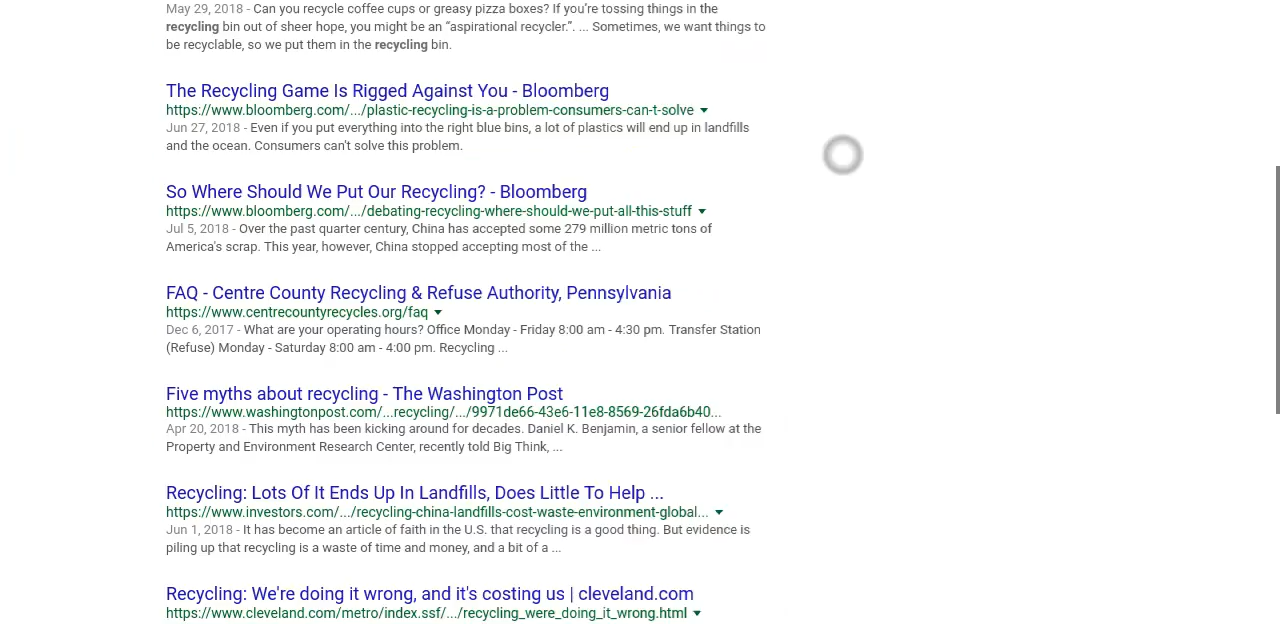 May 29, 2018 - Can you recycle coffee cups or greasy pizza boxes? If you're tossing things in the
recycling bin out of sheer hope, you might be an “aspirational recycler.”. ... Sometimes, we want things to
be recyclable, so we put them in the recycling bin.
The Recycling Game Is Rigged Against You - Bloomberg
https://www.bloomberg.com/.../plastic-recycling-is-a-problem-consumers-can-t-solve
Jun 27, 2018 - Even if you put everything into the right blue bins, a lot of plastics will end up in landfills
and the ocean. Consumers can't solve this problem.
So Where Should We Put Our Recycling? - Bloomberg
https://www.bloomberg.com/.../debating-recycling-where-should-we-put-all-this-stuff
Jul 5, 2018 - Over the past quarter century, China has accepted some 279 million metric tons of
America's scrap. This year, however, China stopped accepting most of the ...
FAQ - Centre County Recycling & Refuse Authority, Pennsylvania
https://www.centrecountyrecycles.org/faq
Dec 6, 2017 - What are your operating hours? Office Monday - Friday 8:00 am - 4:30 pm. Transfer Station
(Refuse) Monday - Saturday 8:00 am - 4:00 pm. Recycling ...
Five myths about recycling - The Washington Post
https://www.washingtonpost.com/...recycling/.../9971de66-43e6-11e8-8569-26fda6b40...
Apr 20, 2018 - This myth has been kicking around for decades. Daniel K. Benjamin, a senior fellow at the
Property and Environment Research Center, recently told Big Think, ...
Recycling: Lots Of It Ends Up In Landfills, Does Little To Help ...
https://www.investors.com/.../recycling-china-landfills-cost-waste-environment-global...
Jun 1, 2018 - It has become an article of faith in the U.S. that recycling is a good thing. But evidence is
piling up that recycling is a waste of time and money, and a bit of a ...
Recycling: We're doing it wrong, and it's costing us | cleveland.com
https://www.cleveland.com/metro/index.ssf/.../recycling_were_doing_it_wrong.html